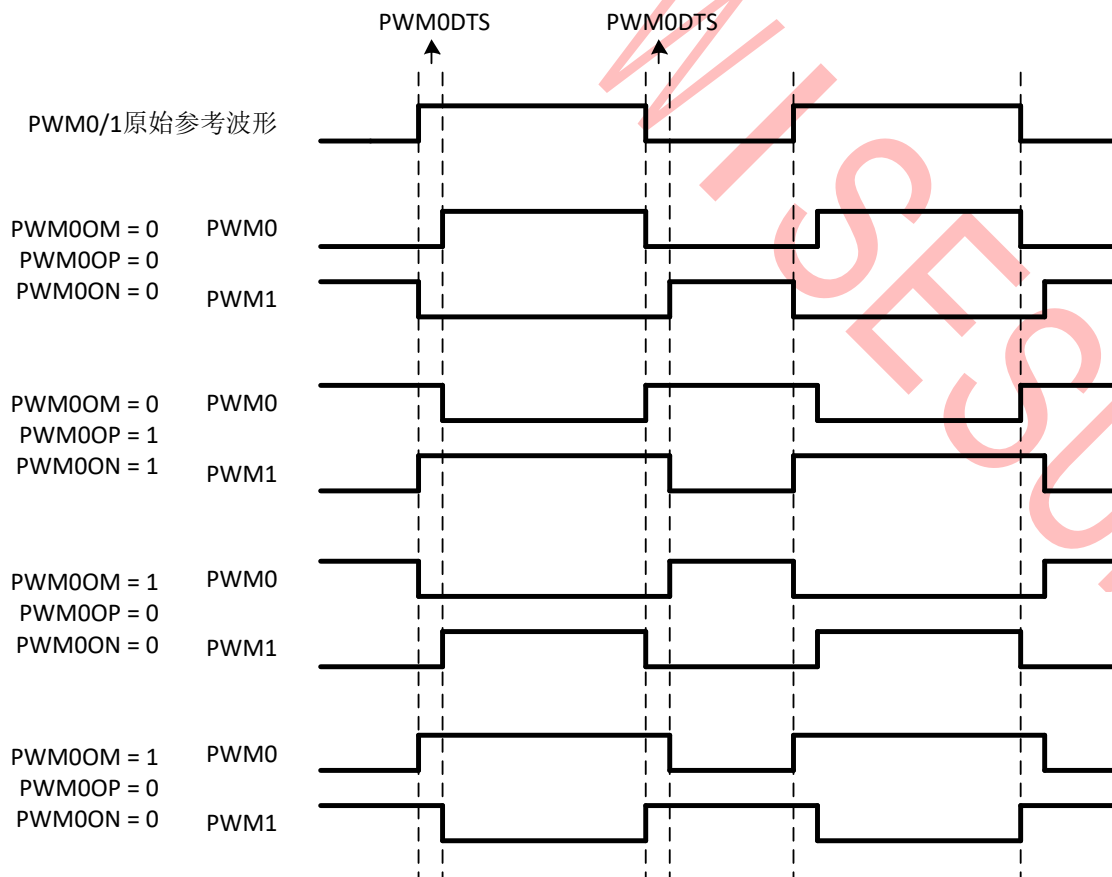 PWM0DTS PWM0DTS
PWM0/1原始参考波形
PWM0OM = 0 PWM0
PWM0OP = 0
PWM0ON = 0 PWM1
PWM0OM = 0 PWM0
PWM0OP = 1
PWM0ON = 1 PWM1
PWM0OM = 1 PWM0
PWM0OP = 0
PWM0ON = 0 PWM1
PWM0OM = 1 PWM0
PWM0OP = 0
PWM0ON = 0 PWM1
WISESU